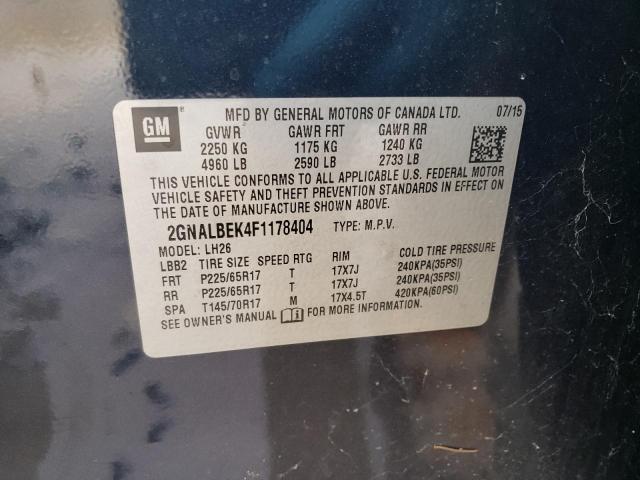 GM
MFD BY GENERAL MOTORS OF CANADA LTD. 07/15
GVWR GAWR FRT GAWR RR
2250 KG 1175 KG 1240 KG
4960 LB 2590 LB 2733 LB
THIS VEHICLE CONFORMS TO ALL APPLICABLE U.S. FEDERAL MOTOR
VEHICLE SAFETY AND THEFT PREVENTION STANDARDS IN EFFECT ON
THE DATE OF MANUFACTURE SHOWN ABOVE.
2GNALBEK4F1178404 TYPE: M.P.V.
MODEL: LH26
LBB2 TIRE SIZE SPEED RTG RIM COLD TIRE PRESSURE
FRT P225/65R17 T 17X7J 240KPA(35PSI)
RR P225/65R17 T 17X7J 240KPA(35PSI)
SPA T145/70R17 M 17X4.5T 420KPA(60PSI)
SEE OWNER'S MANUAL FOR MORE INFORMATION.